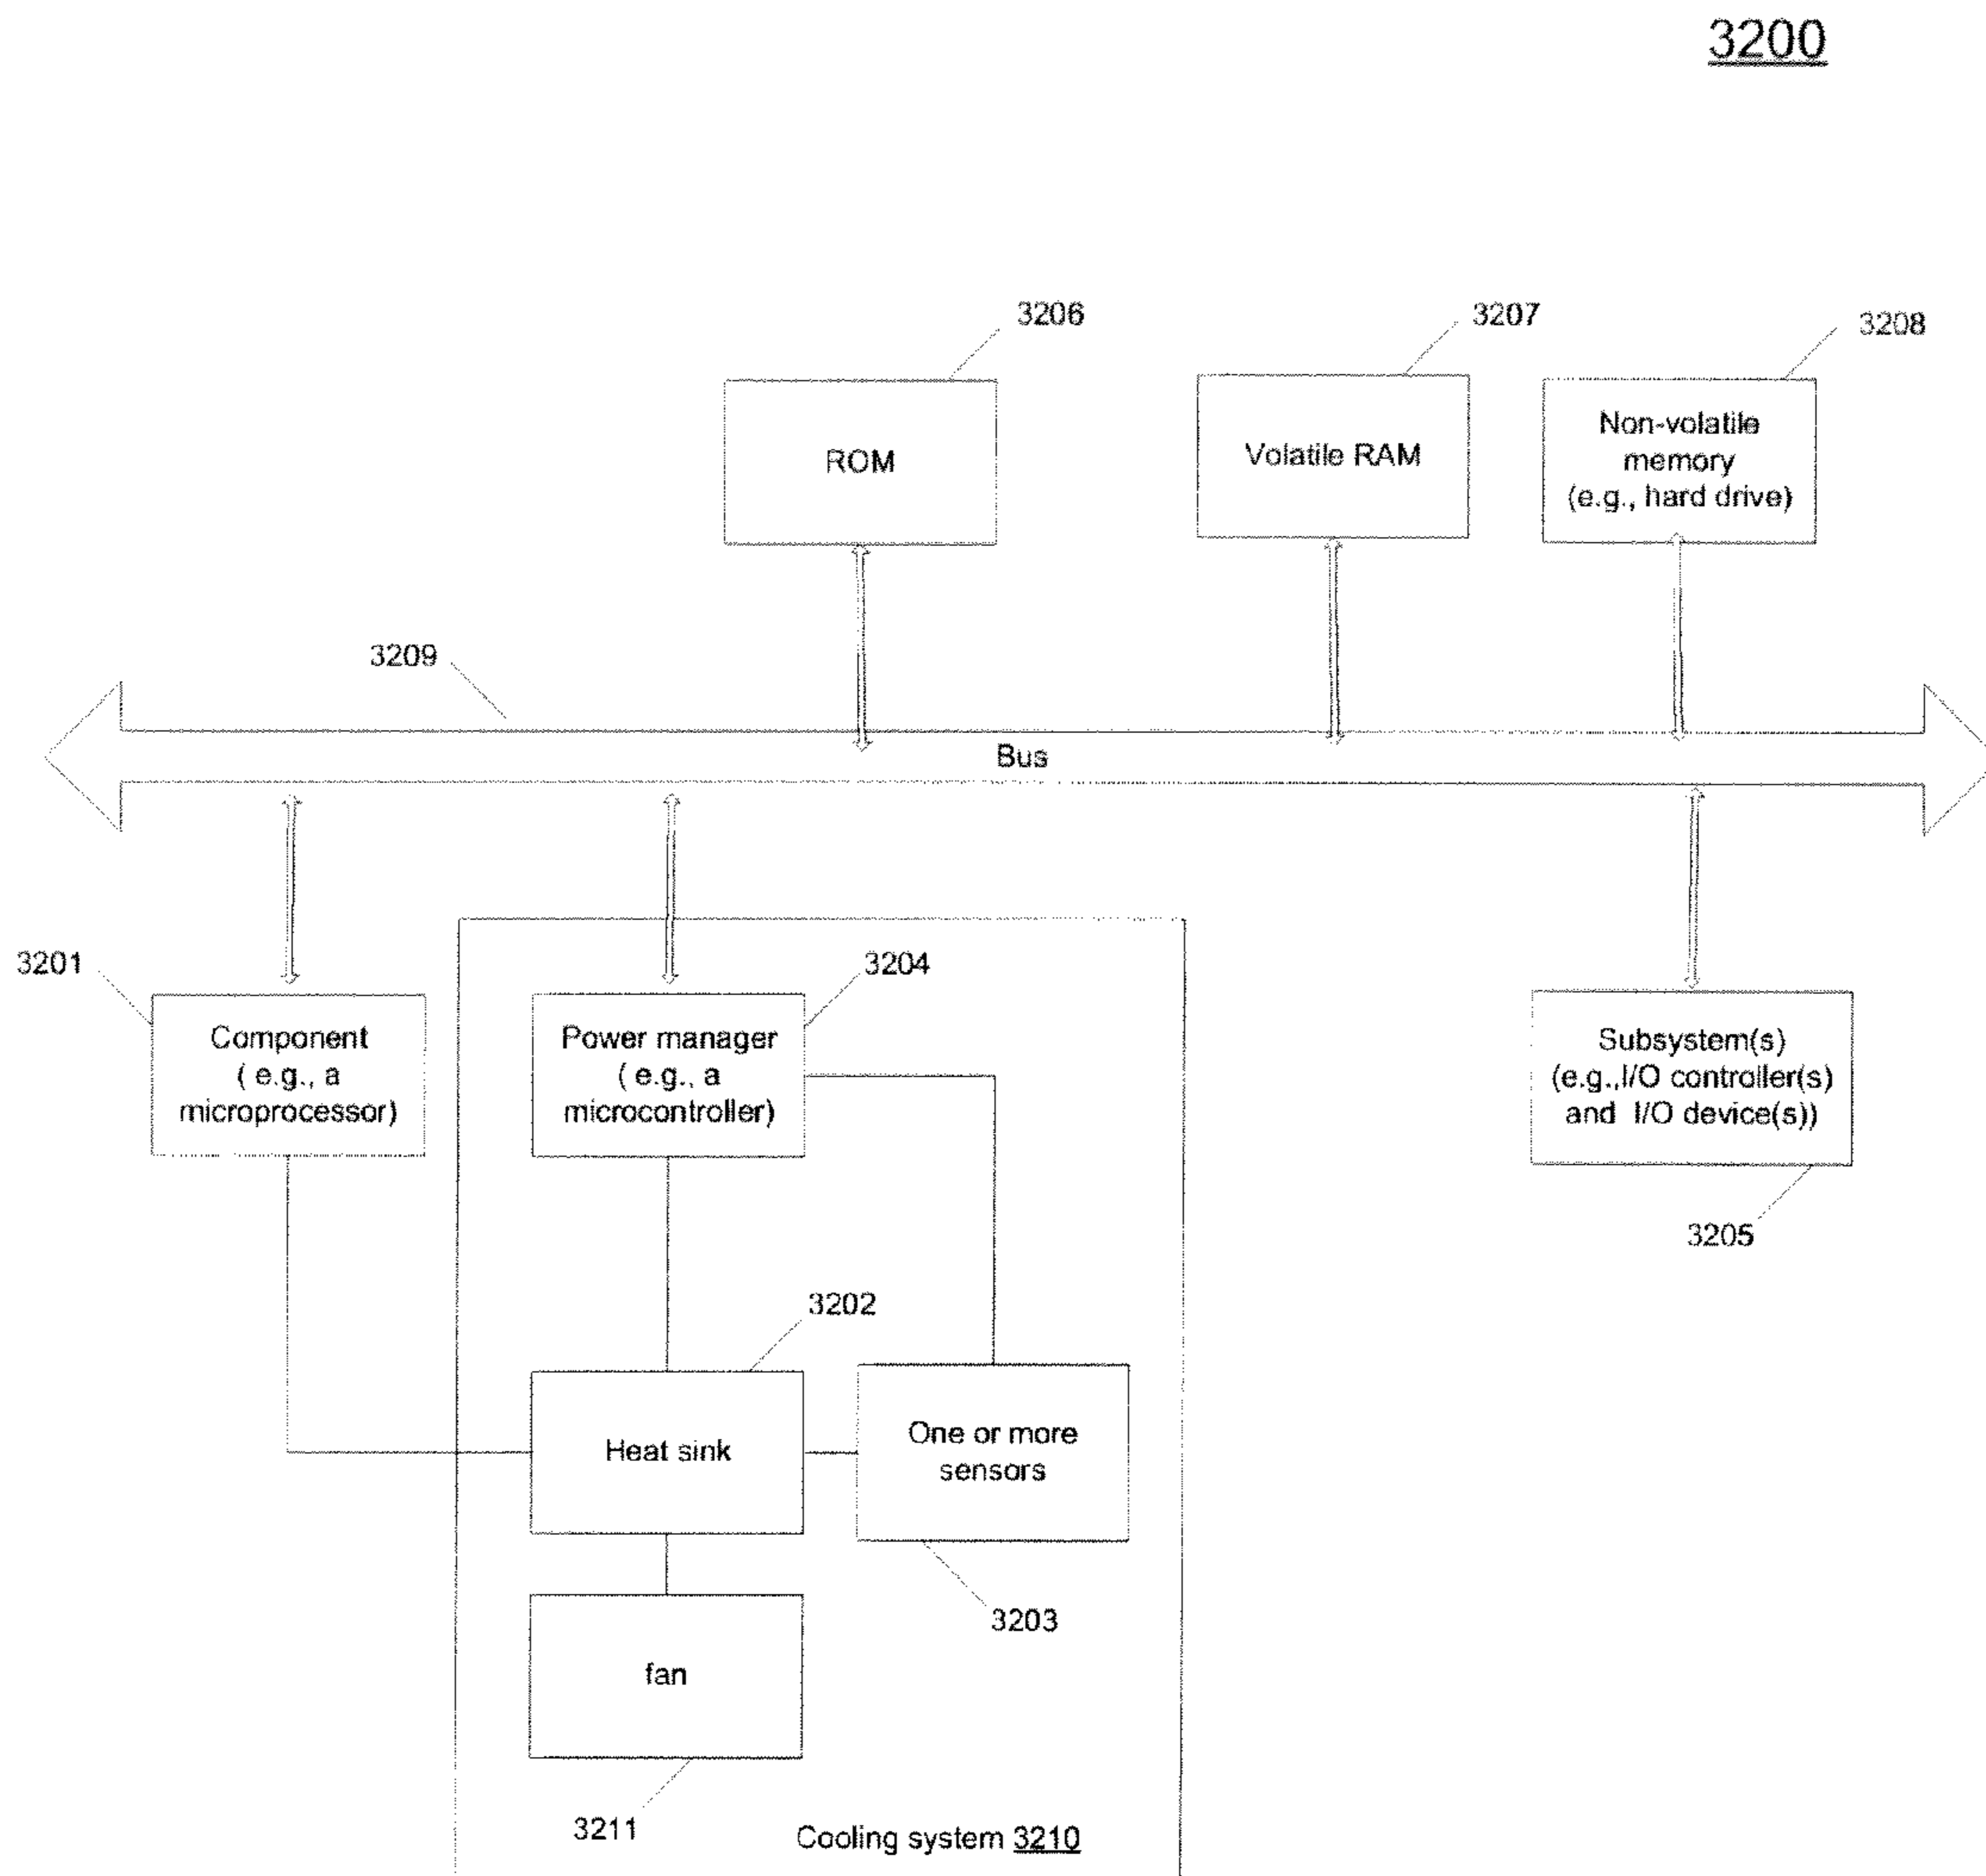 3200
3206
3207
3208
ROM
Volatile RAM
Non-volatile
memory
(e.g., hard drive)
3209
Bus
3201
3204
Component
( e.g., a
microprocessor)
Power manager
( e.g., a
microcontroller)
Subsystem(s)
(e.g.,I/O controller(s)
and I/O device(s))
3205
3202
Heat sink
One or more
sensors
3203
fan
3211
Cooling system 3210